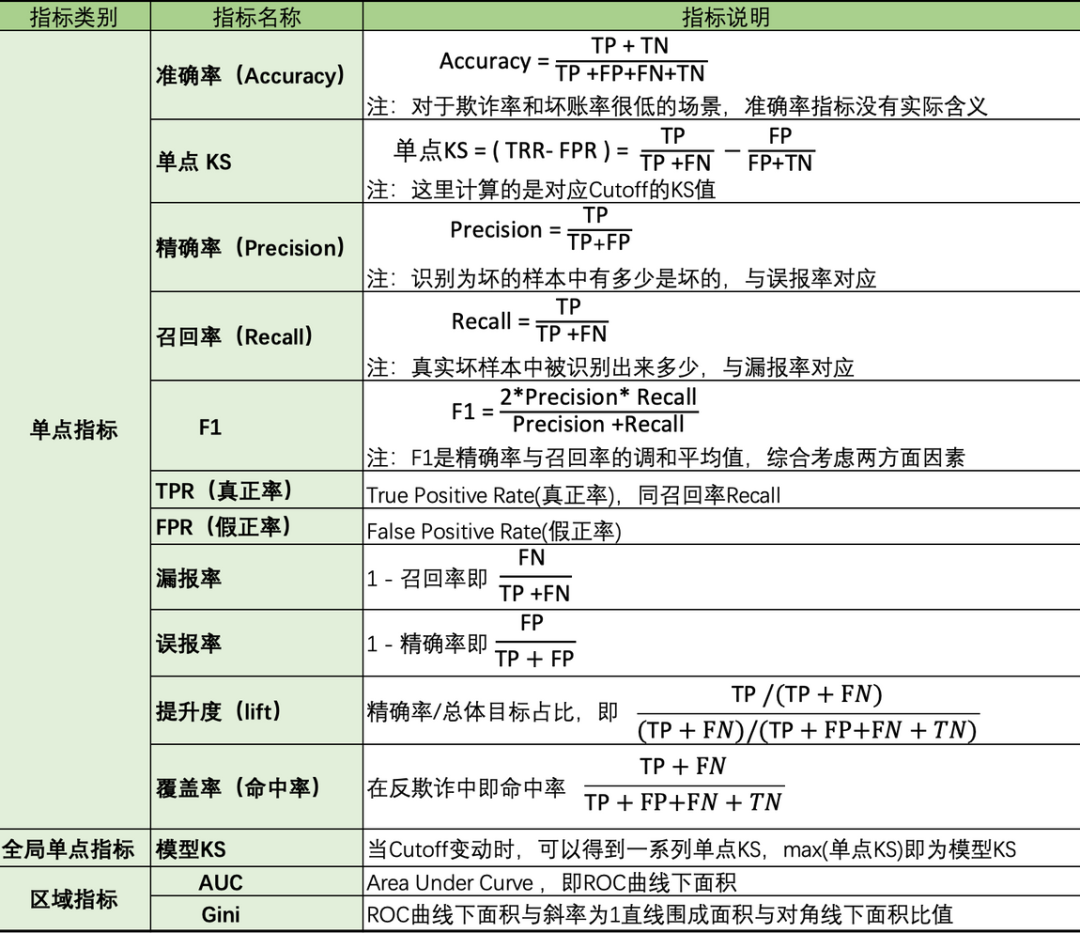 指标类别 指标名称 指标说明
单点指标
准确率（Accuracy）
Accuracy = TP + TN / TP +FP+FN+TN
注：对于欺诈率和坏账率很低的场景，准确率指标没有实际含义
单点 KS
单点KS = ( TRR- FPR ) = TP / TP +FN − FP / FP+TN
注：这里计算的是对应Cutoff的KS值
精确率（Precision）
Precision = TP / TP+FP
注：识别为坏的样本中有多少是坏的，与误报率对应
召回率（Recall）
Recall = TP / TP +FN
注：真实坏样本中被识别出来多少，与漏报率对应
F1
F1 = 2*Precision* Recall / Precision +Recall
注：F1是精确率与召回率的调和平均值，综合考虑两方面因素
TPR（真正率） True Positive Rate(真正率)，同召回率Recall
FPR（假正率） False Positive Rate(假正率)
漏报率 1 - 召回率即 FN / TP +FN
误报率 1 - 精确率即 FP / TP + FP
提升度（lift） 精确率/总体目标占比，即 TP /(TP + FN) / (TP + FN)/(TP + FP+FN + TN)
覆盖率（命中率） 在反欺诈中即命中率 TP + FN / TP + FP+FN + TN
全局单点指标 模型KS 当Cutoff变动时，可以得到一系列单点KS，max(单点KS)即为模型KS
区域指标
AUC Area Under Curve ，即ROC曲线下面积
Gini ROC曲线下面积与斜率为1直线围成面积与对角线下面积比值